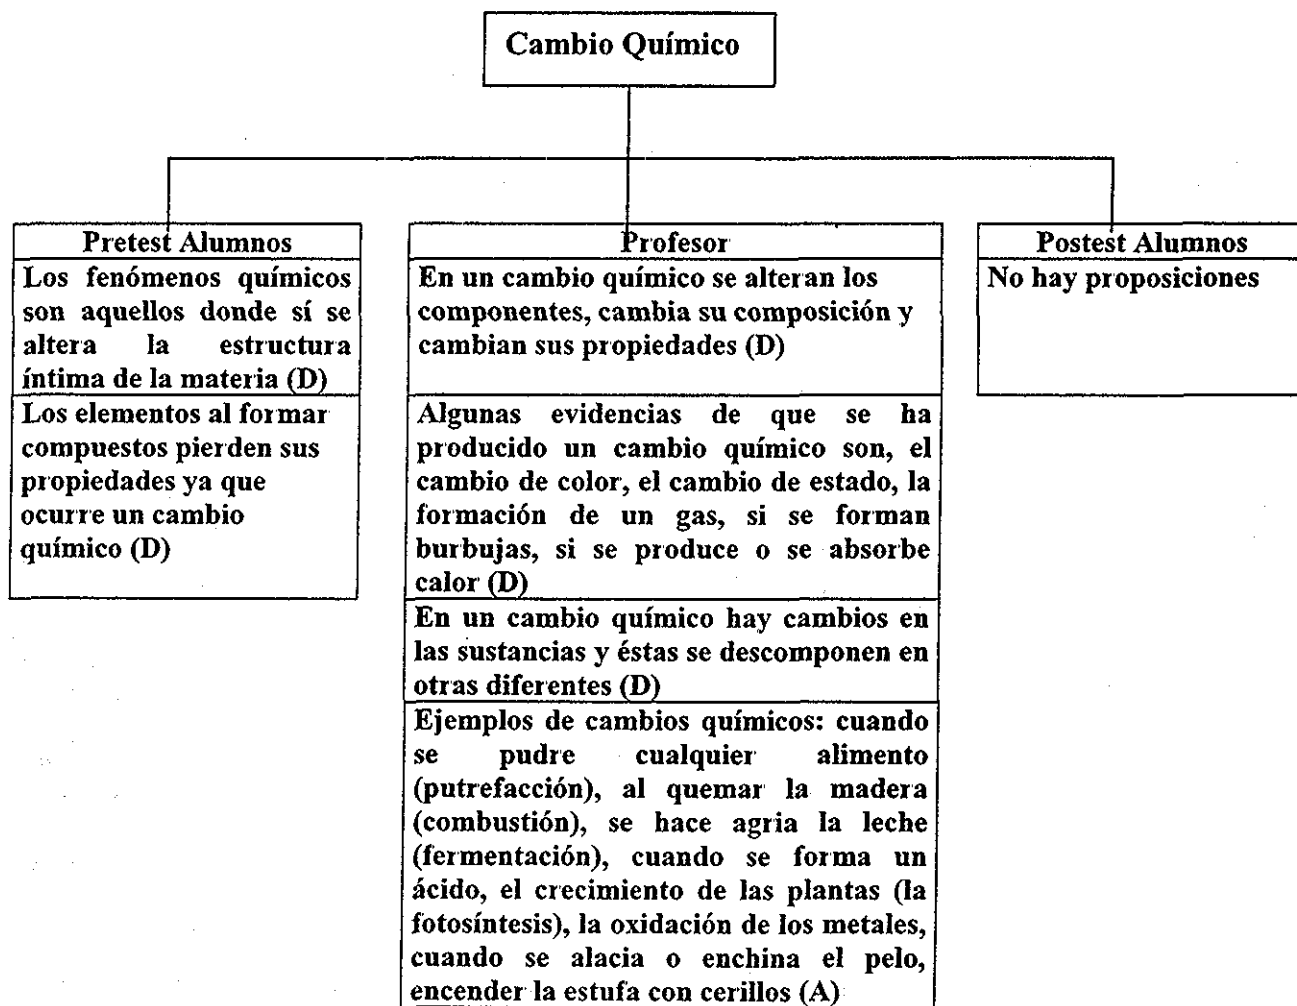 Cambio Químico
Pretest Alumnos
Los fenómenos químicos
son aquellos donde sí se
altera la estructura
íntima de la materia (D)
Los elementos al formar
compuestos pierden sus
propiedades ya que
ocurre un cambio
químico (D)
Profesor
En un cambio químico se alteran los
componentes, cambia su composición y
cambian sus propiedades (D)
Algunas evidencias de que se ha
producido un cambio químico son, el
cambio de color, el cambio de estado, la
formación de un gas, si se forman
burbujas, si se produce o se absorbe
calor (D)
En un cambio químico hay cambios en
las sustancias y éstas se descomponen en
otras diferentes (D)
Ejemplos de cambios químicos: cuando
se pudre cualquier alimento
(putrefacción), al quemar la madera
(combustión), se hace agria la leche
(fermentación), cuando se forma un
ácido, el crecimiento de las plantas (la
fotosíntesis), la oxidación de los metales,
cuando se alacia o enchina el pelo,
encender la estufa con cerillos (A)
Postest Alumnos
No hay proposiciones